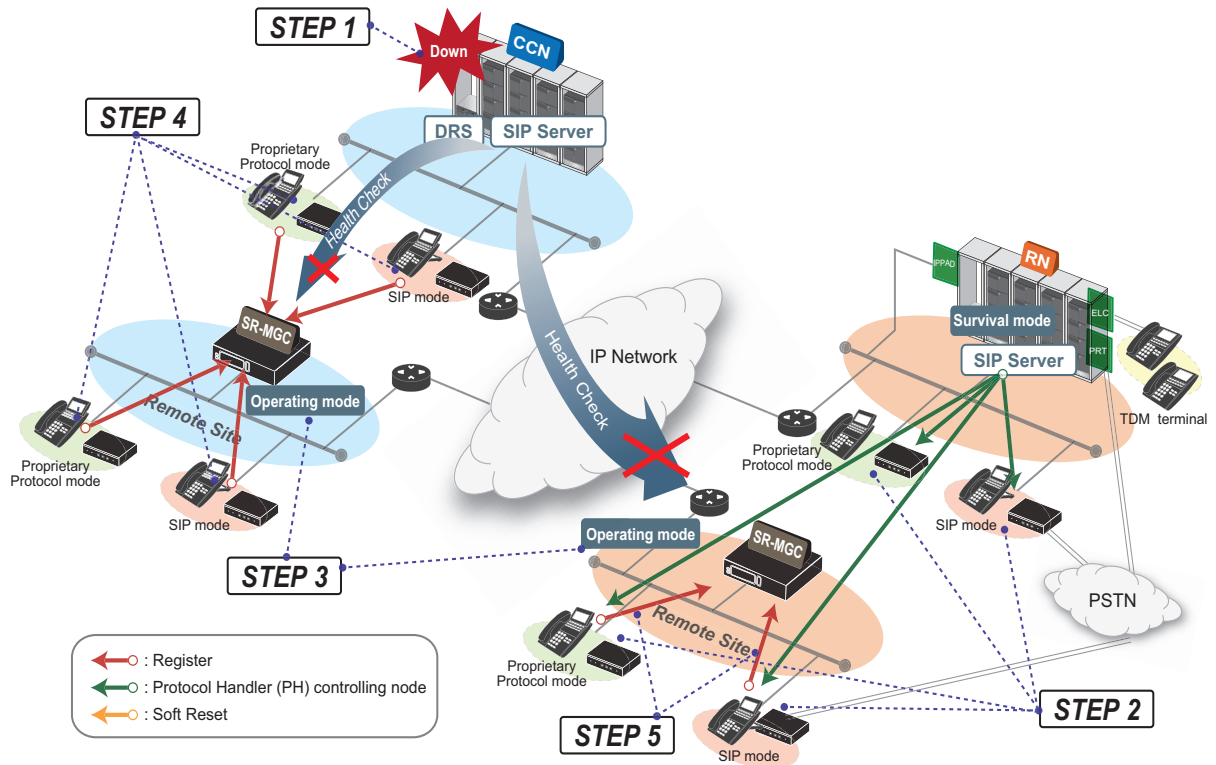 STEP 1
Down
CCN
STEP 4
DRS
SIP Server
Proprietary
Protocol mode
Health Check
SIP mode
IPPAD
RN
ELC
PRT
SR-MGC
Survival mode
SIP Server
IP Network
Health Check
TDM terminal
Operating mode
Remote Site
Proprietary
Protocol mode
SIP mode
Proprietary
Protocol mode
SIP mode
Operating mode
SR-MGC
STEP 3
PSTN
Remote Site
Proprietary
Protocol mode
: Register
: Protocol Handler (PH) controlling node
: Soft Reset
STEP 5
STEP 2
SIP mode